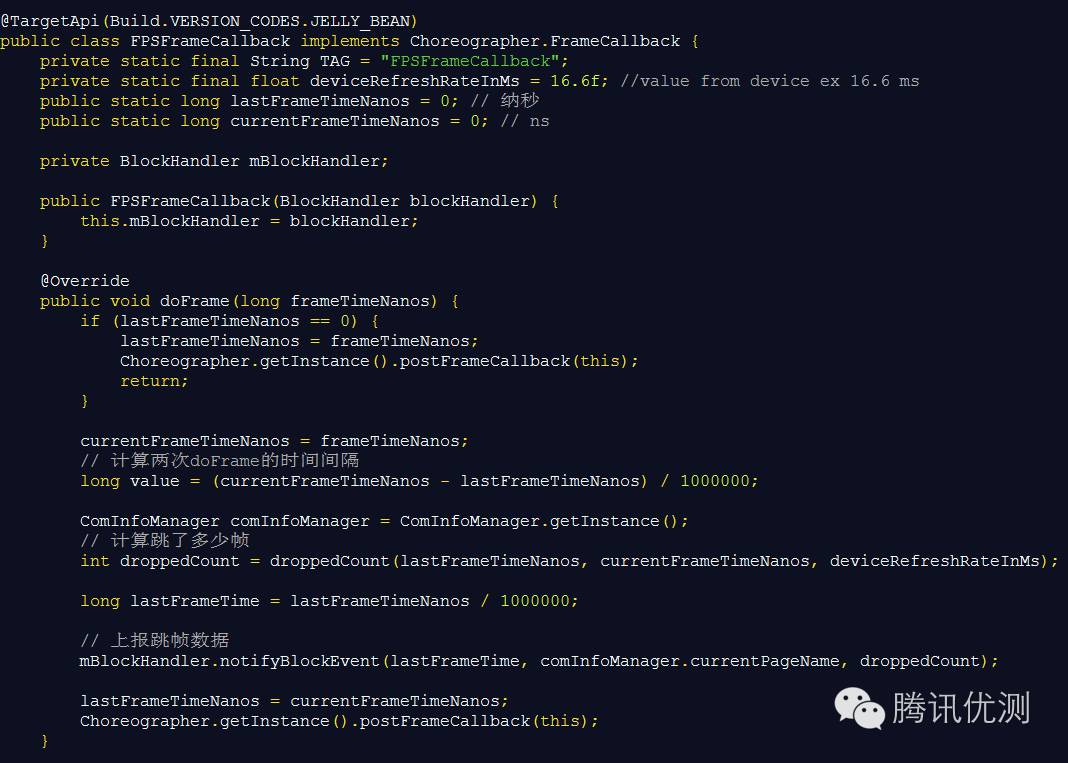 @TargetApi(Build.VERSION_CODES.JELLY_BEAN)
public class FPSFrameCallback implements Choreographer.FrameCallback {
    private static final String TAG = "FPSFrameCallback";
    private static final float deviceRefreshRateInMs = 16.6f; //value from device ex 16.6 ms
    public static long lastFrameTimeNanos = 0; // 纳秒
    public static long currentFrameTimeNanos = 0; // ns

    private BlockHandler mBlockHandler;

    public FPSFrameCallback(BlockHandler blockHandler) {
        this.mBlockHandler = blockHandler;
    }

    @Override
    public void doFrame(long frameTimeNanos) {
        if (lastFrameTimeNanos == 0) {
            lastFrameTimeNanos = frameTimeNanos;
            Choreographer.getInstance().postFrameCallback(this);
            return;
        }

        currentFrameTimeNanos = frameTimeNanos;
        // 计算两次doFrame的时间间隔
        long value = (currentFrameTimeNanos - lastFrameTimeNanos) / 1000000;

        ComInfoManager comInfoManager = ComInfoManager.getInstance();
        // 计算跳了多少帧
        int droppedCount = droppedCount(lastFrameTimeNanos, currentFrameTimeNanos, deviceRefreshRateInMs);

        long lastFrameTime = lastFrameTimeNanos / 1000000;

        // 上报跳帧数据
        mBlockHandler.notifyBlockEvent(lastFrameTime, comInfoManager.currentPageName, droppedCount);

        lastFrameTimeNanos = currentFrameTimeNanos;
        Choreographer.getInstance().postFrameCallback(this);
    }
腾讯优测